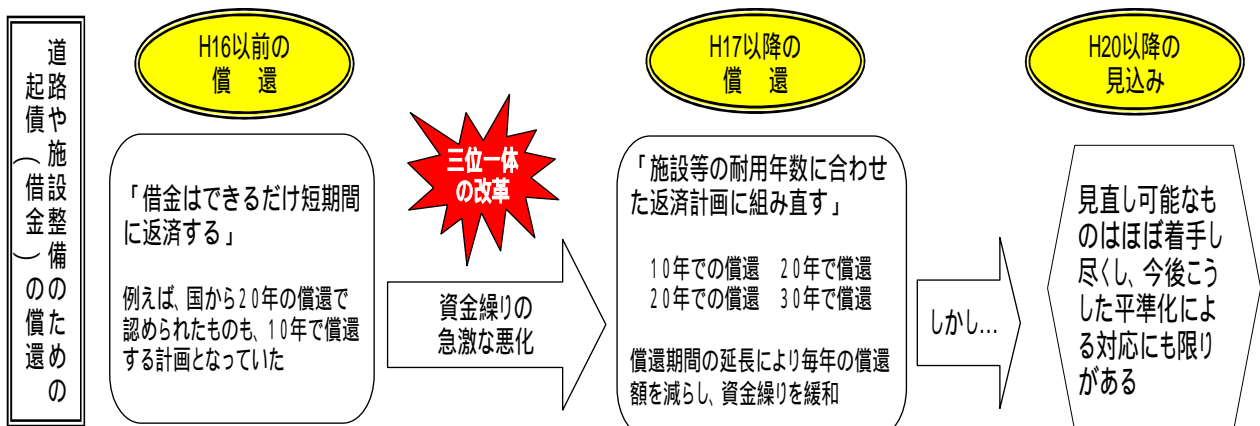 道路や施設整備のための
起債（借金）の償還
H16以前の
償　還
「借金はできるだけ短期間
に返済する」
例えば、国から20年の償還で
認められたものも、10年で償還
する計画となっていた
三位一体
の改革
資金繰りの
急激な悪化
H17以降の
償　還
「施設等の耐用年数に合わせ
た返済計画に組み直す」
10年での償還　20年で償還
20年での償還　30年で償還
償還期間の延長により毎年の償還
額を減らし、資金繰りを緩和
しかし...
H20以降の
見込み
見直し可能なも
のはほぼ着手し
尽くし、今後こう
した平準化によ
る対応にも限り
がある